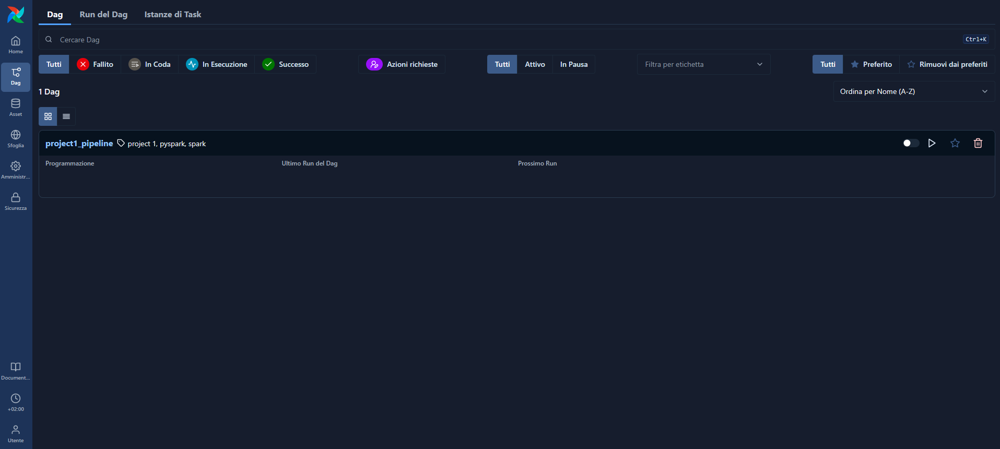 Dag Run del Dag Istanze di Task
Cercare Dag Ctrl+K
Tutti Fallito In Coda In Esecuzione Successo Azioni richieste Tutti Attivo In Pausa Filtra per etichetta Tutti Preferito Rimuovi dai preferiti
1 Dag Ordina per Nome (A-Z)
project1_pipeline project 1, pyspark, spark
Programmazione Ultimo Run del Dag Prossimo Run
Home
Dag
Asset
Sfoglia
Amministr...
Sicurezza
Document...
+02:00
Utente